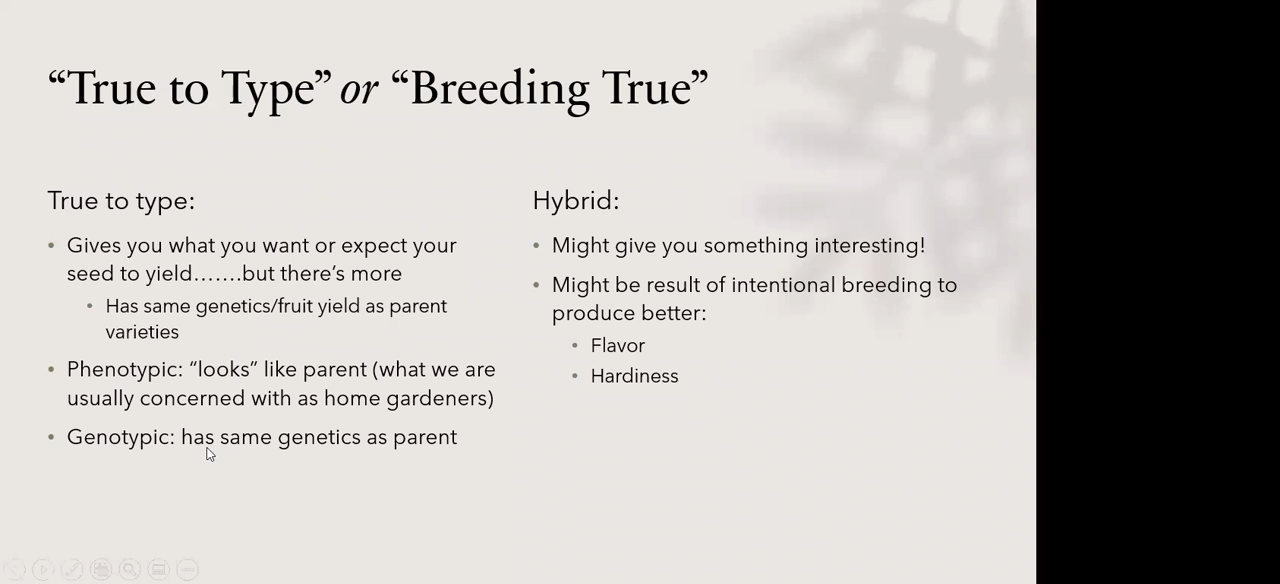 “True to Type” or “Breeding True”
True to type:
• Gives you what you want or expect your
seed to yield…….but there’s more
• Has same genetics/fruit yield as parent
varieties
• Phenotypic: “looks” like parent (what we are
usually concerned with as home gardeners)
• Genotypic: has same genetics as parent
Hybrid:
• Might give you something interesting!
• Might be result of intentional breeding to
produce better:
• Flavor
• Hardiness